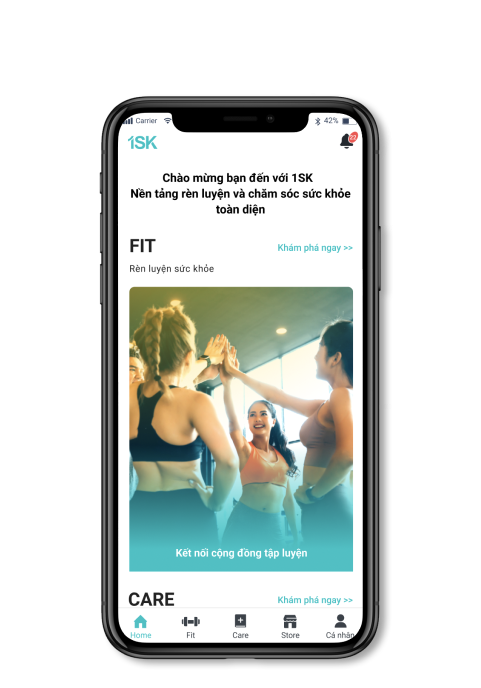 Carrier
42%
1SK
22
Chào mừng bạn đến với 1SK
Nền tảng rèn luyện và chăm sóc sức khỏe
toàn diện
FIT
Khám phá ngay >>
Rèn luyện sức khỏe
Kết nối cộng đồng tập luyện
CARE
Khám phá ngay >>
Home
Fit
Care
Store
Cá nhân